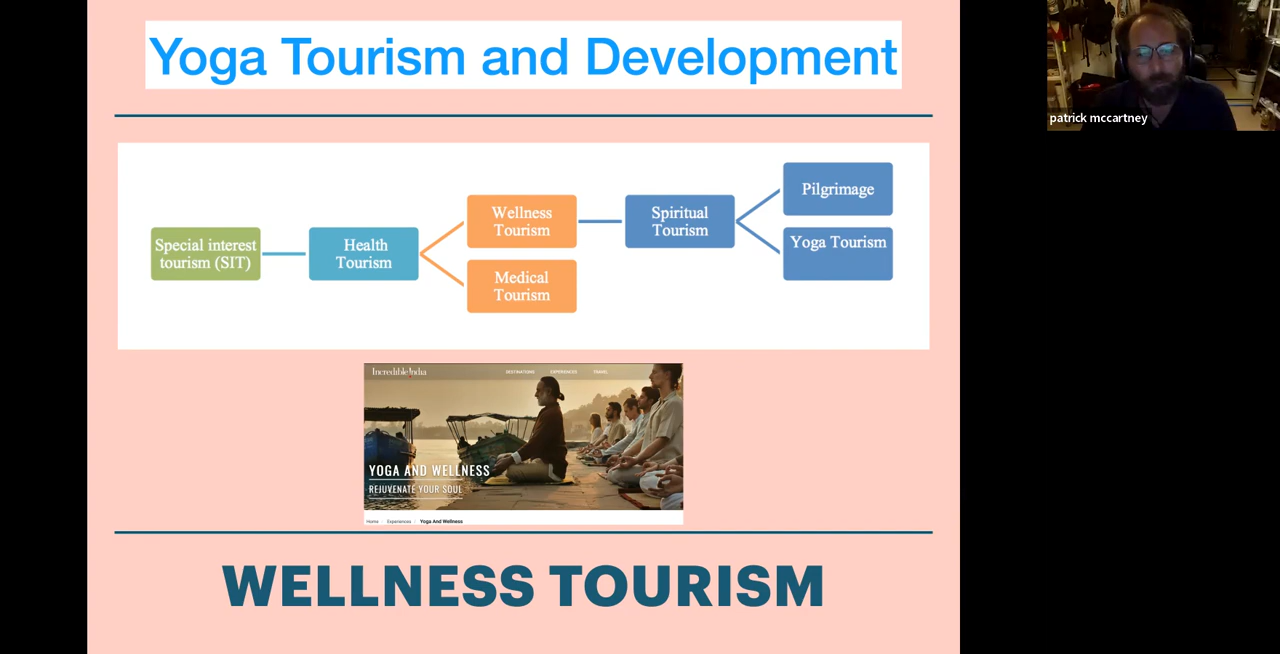 Yoga Tourism and Development
patrick mccartney
Special interest
tourism (SIT)
Health
Tourism
Wellness
Tourism
Medical
Tourism
Spiritual
Tourism
Pilgrimage
Yoga Tourism
Incredible India
DESTINATIONS EXPERIENCES TRAVEL
YOGA AND WELLNESS
REJUVENATE YOUR SOUL
Home Experiences Yoga And Wellness
WELLNESS TOURISM